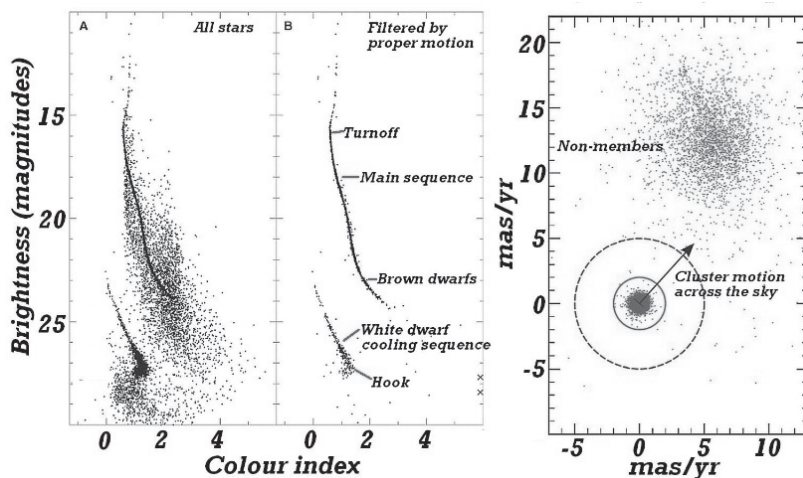 A
All stars
B
Filtered by
proper motion
Turnoff
Main sequence
Brown dwarfs
White dwarf
cooling sequence
Hook
Brightness (magnitudes)
15
20
25
0
2
4
0
2
4
Colour index
mas/yr
20
15
10
5
0
-5
Non-members
Cluster motion
across the sky
-5
0
5
10
mas/yr